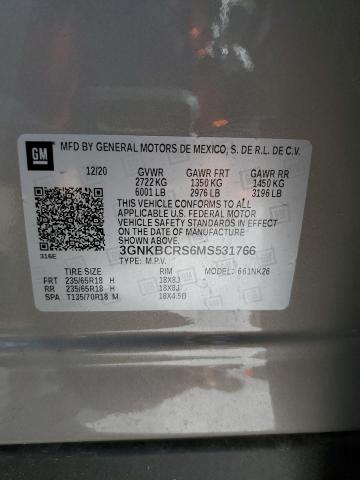 GM
MFD BY GENERAL MOTORS DE MEXICO, S. DE R.L. DE C.V.
12/20 GVWR GAWR FRT GAWR RR
2722 KG 1350 KG 1450 KG
6001 LB 2976 LB 3196 LB
THIS VEHICLE CONFORMS TO ALL
APPLICABLE U.S. FEDERAL MOTOR
VEHICLE SAFETY STANDARDS IN EFFECT
ON THE DATE OF MANUFACTURE SHOWN ABOVE.
3GNKBCRS6MS531766
316E
TYPE: M.P.V. MODEL: 661NK26
TIRE SIZE RIM
FRT 235/65R18 H 18X8J
RR 235/65R18 H 18X8J
SPA T135/70R18 M 18X4.5B